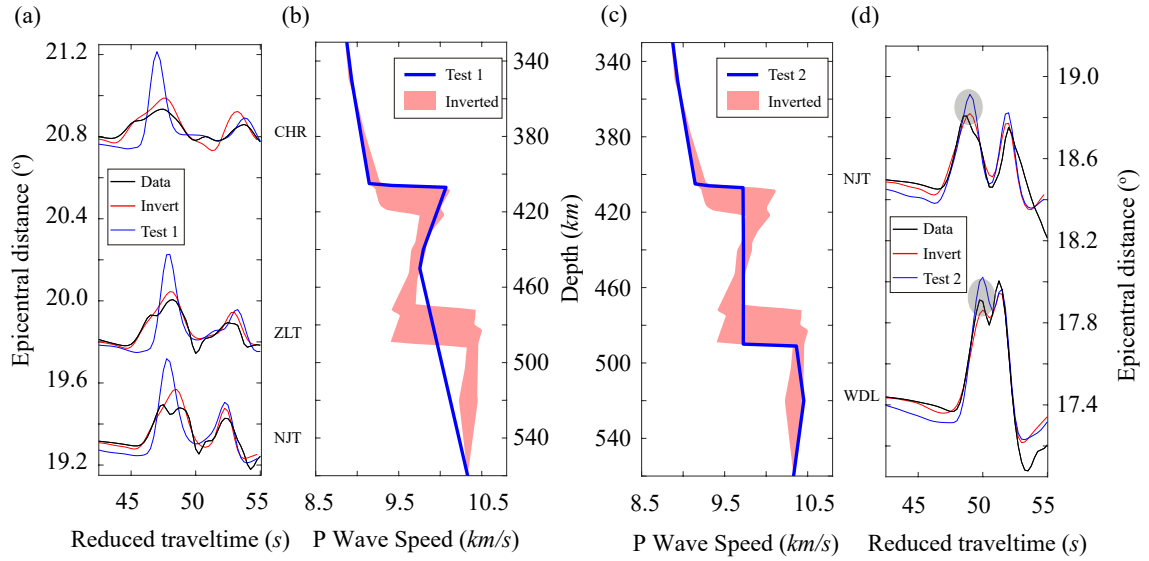 (a)
(b)
(c)
(d)
Epicentral distance (°)
21.2
20.8
20.4
20.0
19.6
19.2
CHR
ZLT
NJT
Data
Invert
Test 1
45
50
55
Reduced traveltime (s)
Test 1
Inverted
8.5
9.5
10.5
P Wave Speed (km/s)
340
380
420
460
500
540
Depth (km)
Test 2
Inverted
340
380
420
460
500
540
8.5
9.5
10.5
P Wave Speed (km/s)
NJT
WDL
Data
Invert
Test 2
45
50
55
Reduced traveltime (s)
19.0
18.6
18.2
17.8
17.4
Epicentral distance (°)